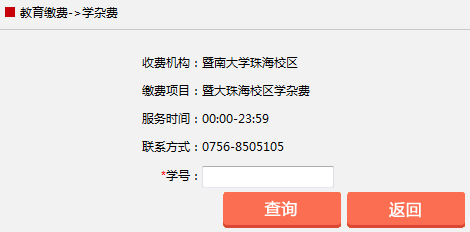 教育缴费->学杂费
收费机构：暨南大学珠海校区
缴费项目：暨大珠海校区学杂费
服务时间：00:00-23:59
联系方式：0756-8505105
*学号：
查询 返回